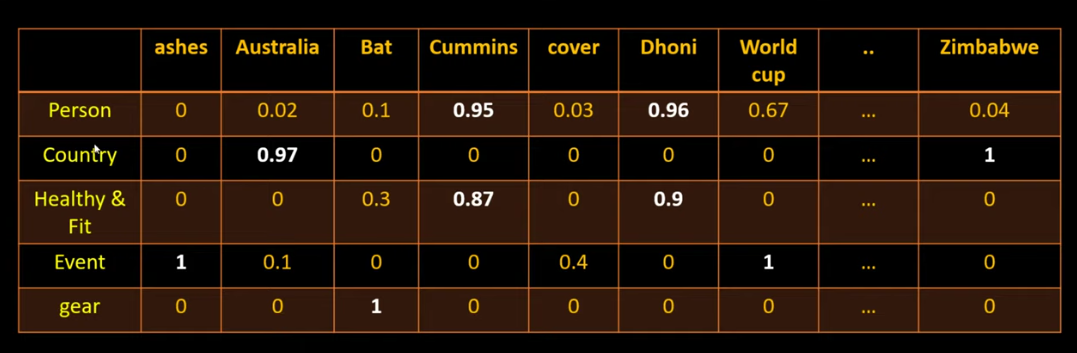 ashes Australia Bat Cummins cover Dhoni World cup .. Zimbabwe
Person 0 0.02 0.1 0.95 0.03 0.96 0.67 ... 0.04
Country 0 0.97 0 0 0 0 0 ... 1
Healthy & Fit 0 0 0.3 0.87 0 0.9 0 ... 0
Event 1 0.1 0 0 0.4 0 1 ... 0
gear 0 0 1 0 0 0 0 ... 0